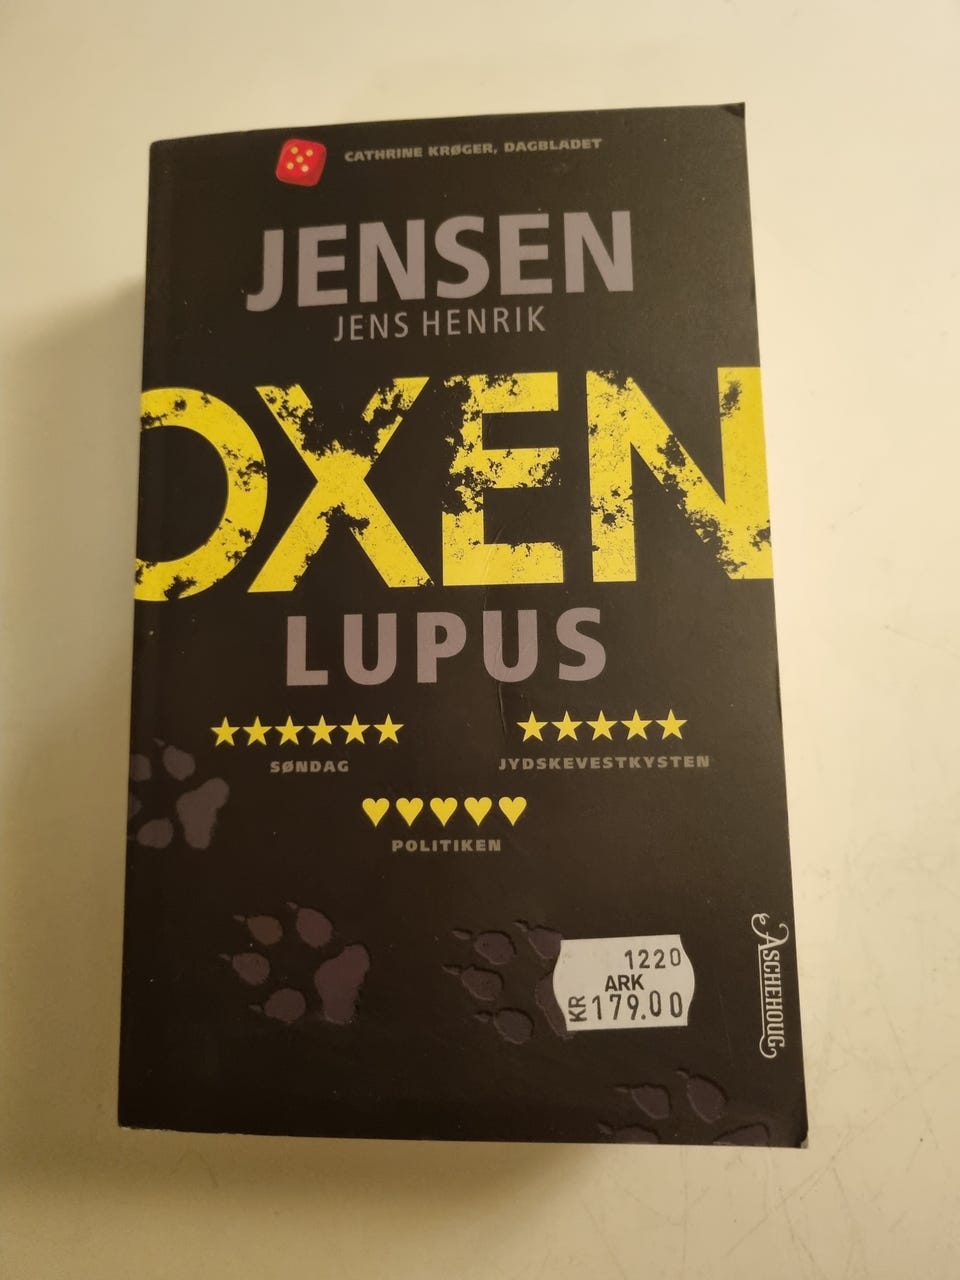 CATHRINE KRØGER, DAGBLADET
JENSEN
JENS HENRIK
OXEN
LUPUS
SØNDAG
JYDSKEVESTKYSTEN
POLITIKEN
1220
ARK
KR 179.00
ASCHEHOUG